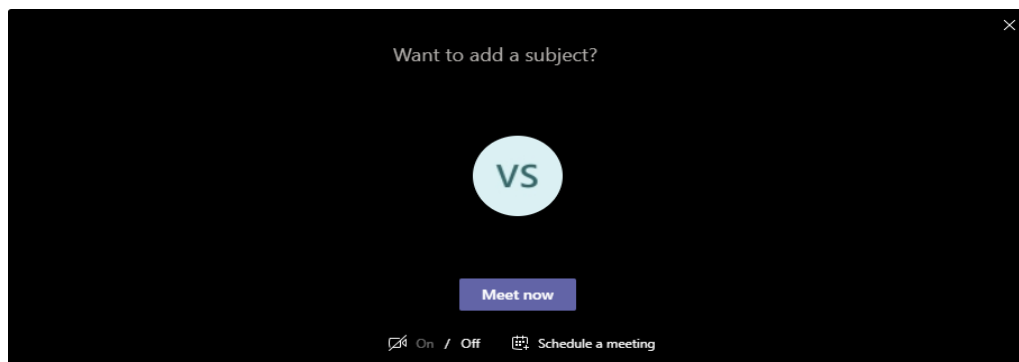 Want to add a subject?
VS
Meet now
On / Off Schedule a meeting